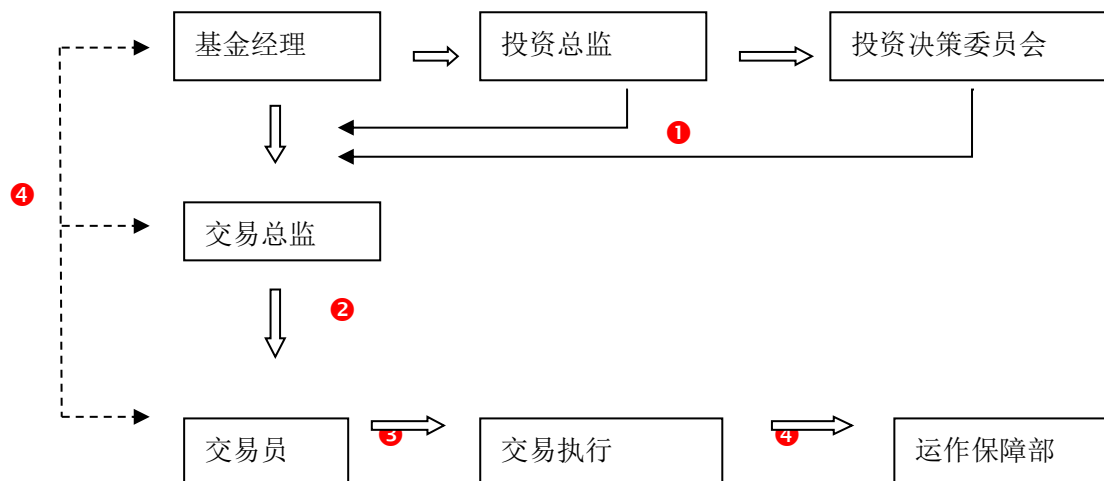 基金经理
投资总监
投资决策委员会
❶
❹
交易总监
❷
交易员
❸
交易执行
❹
运作保障部